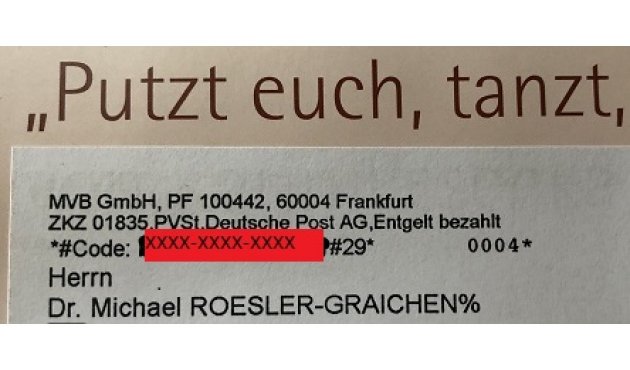 „Putzt euch, tanzt,
MVB GmbH, PF 100442, 60004 Frankfurt
ZKZ 01835,PVSt,Deutsche Post AG,Entgelt bezahlt
*#Code: XXXX-XXXX-XXXX #29* 0004*
Herrn
Dr. Michael ROESLER-GRAICHEN%